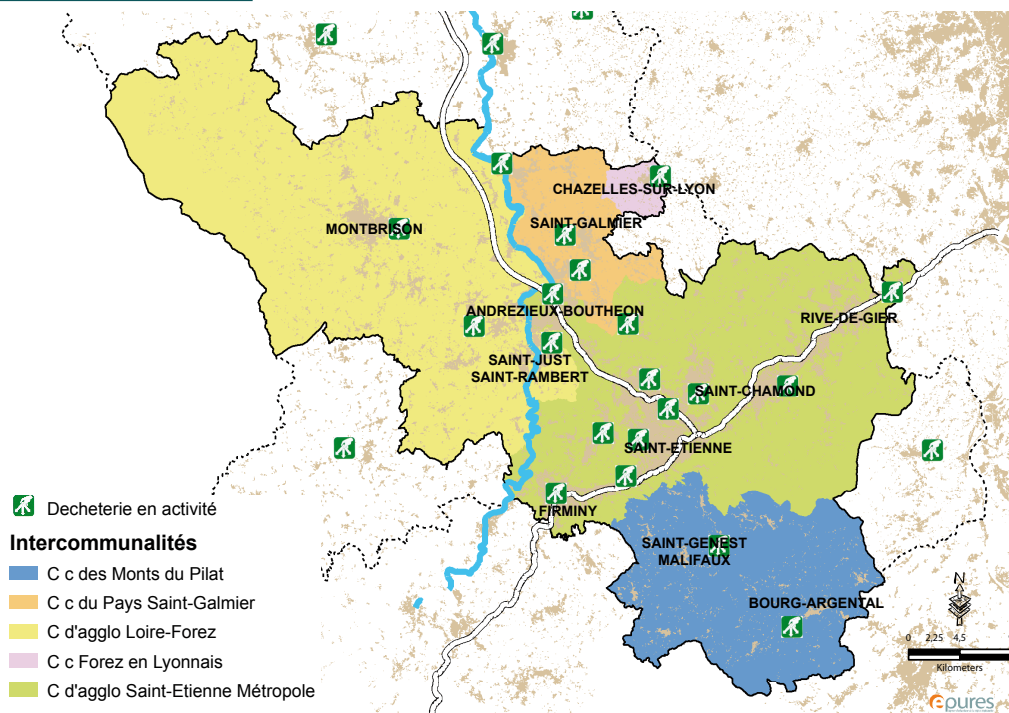 CHAZELLES-SUR-LYON
SAINT-GALMIER
MONTBRISON
ANDREZIEUX-BOUTHEON
RIVE-DE-GIER
SAINT-JUST
SAINT-RAMBERT
SAINT-CHAMOND
SAINT-ETIENNE
FIRMINY
SAINT-GENEST
MALIFAUX
BOURG-ARGENTAL
Decheterie en activité
Intercommunalités
C c des Monts du Pilat
C c du Pays Saint-Galmier
C d'agglo Loire-Forez
C c Forez en Lyonnais
C d'agglo Saint-Etienne Métropole
N
0 2,25 4,5
Kilometers
epures